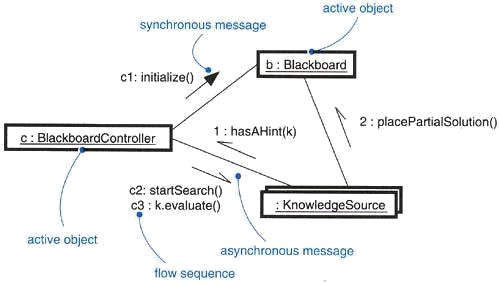 active object
synchronous message
c1: initialize()
b : Blackboard
c : BlackboardController
1 : hasAHint(k)
2 : placePartialSolution()
c2: startSearch()
c3 : k.evaluate()
: KnowledgeSource
active object
asynchronous message
flow sequence